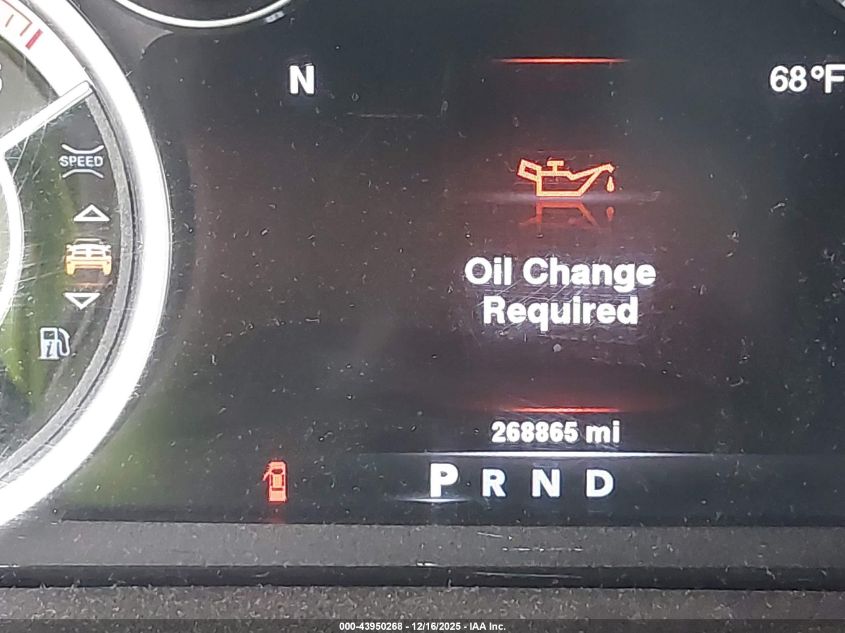 N
68°F
SPEED
Oil Change
Required
268865 mi
P R N D
000-43950268 - 12/16/2025 - IAA Inc.